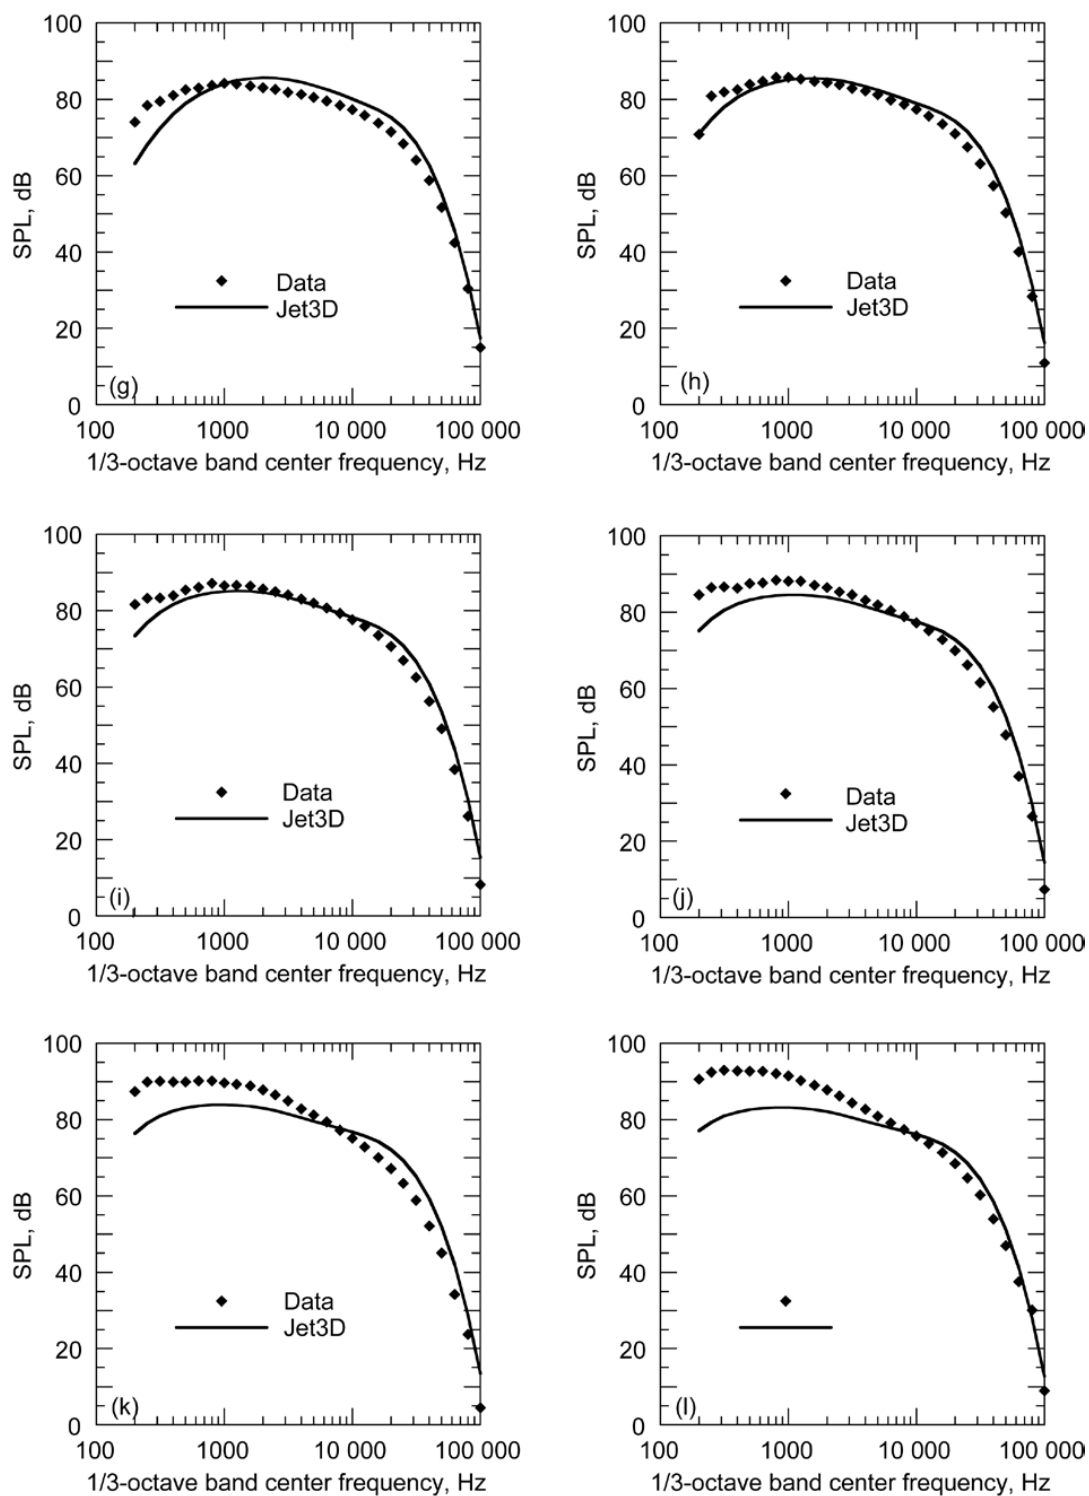 100
80
60
40
20
0
SPL, dB
Data
Jet3D
(g)
100 1000 10 000 100 000
1/3-octave band center frequency, Hz
100
80
60
40
20
0
SPL, dB
Data
Jet3D
(h)
100 1000 10 000 100 000
1/3-octave band center frequency, Hz
100
80
60
40
20
0
SPL, dB
Data
Jet3D
(i)
100 1000 10 000 100 000
1/3-octave band center frequency, Hz
100
80
60
40
20
0
SPL, dB
Data
Jet3D
(j)
100 1000 10 000 100 000
1/3-octave band center frequency, Hz
100
80
60
40
20
0
SPL, dB
Data
Jet3D
(k)
100 1000 10 000 100 000
1/3-octave band center frequency, Hz
100
80
60
40
20
0
SPL, dB
(l)
100 1000 10 000 100 000
1/3-octave band center frequency, Hz